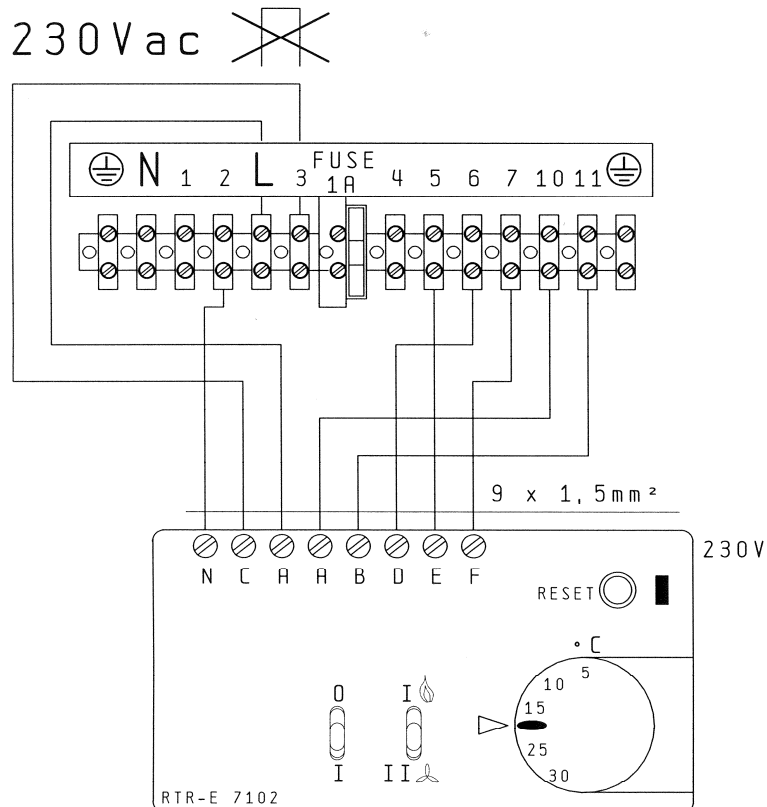 230Vac
FUSE
N 1 2 L 3 1A 4 5 6 7 10 11
9 x 1,5mm²
230V
N C A A B D E F
RESET
° C
5
10
15
25
30
O I
I II
RTR-E 7102